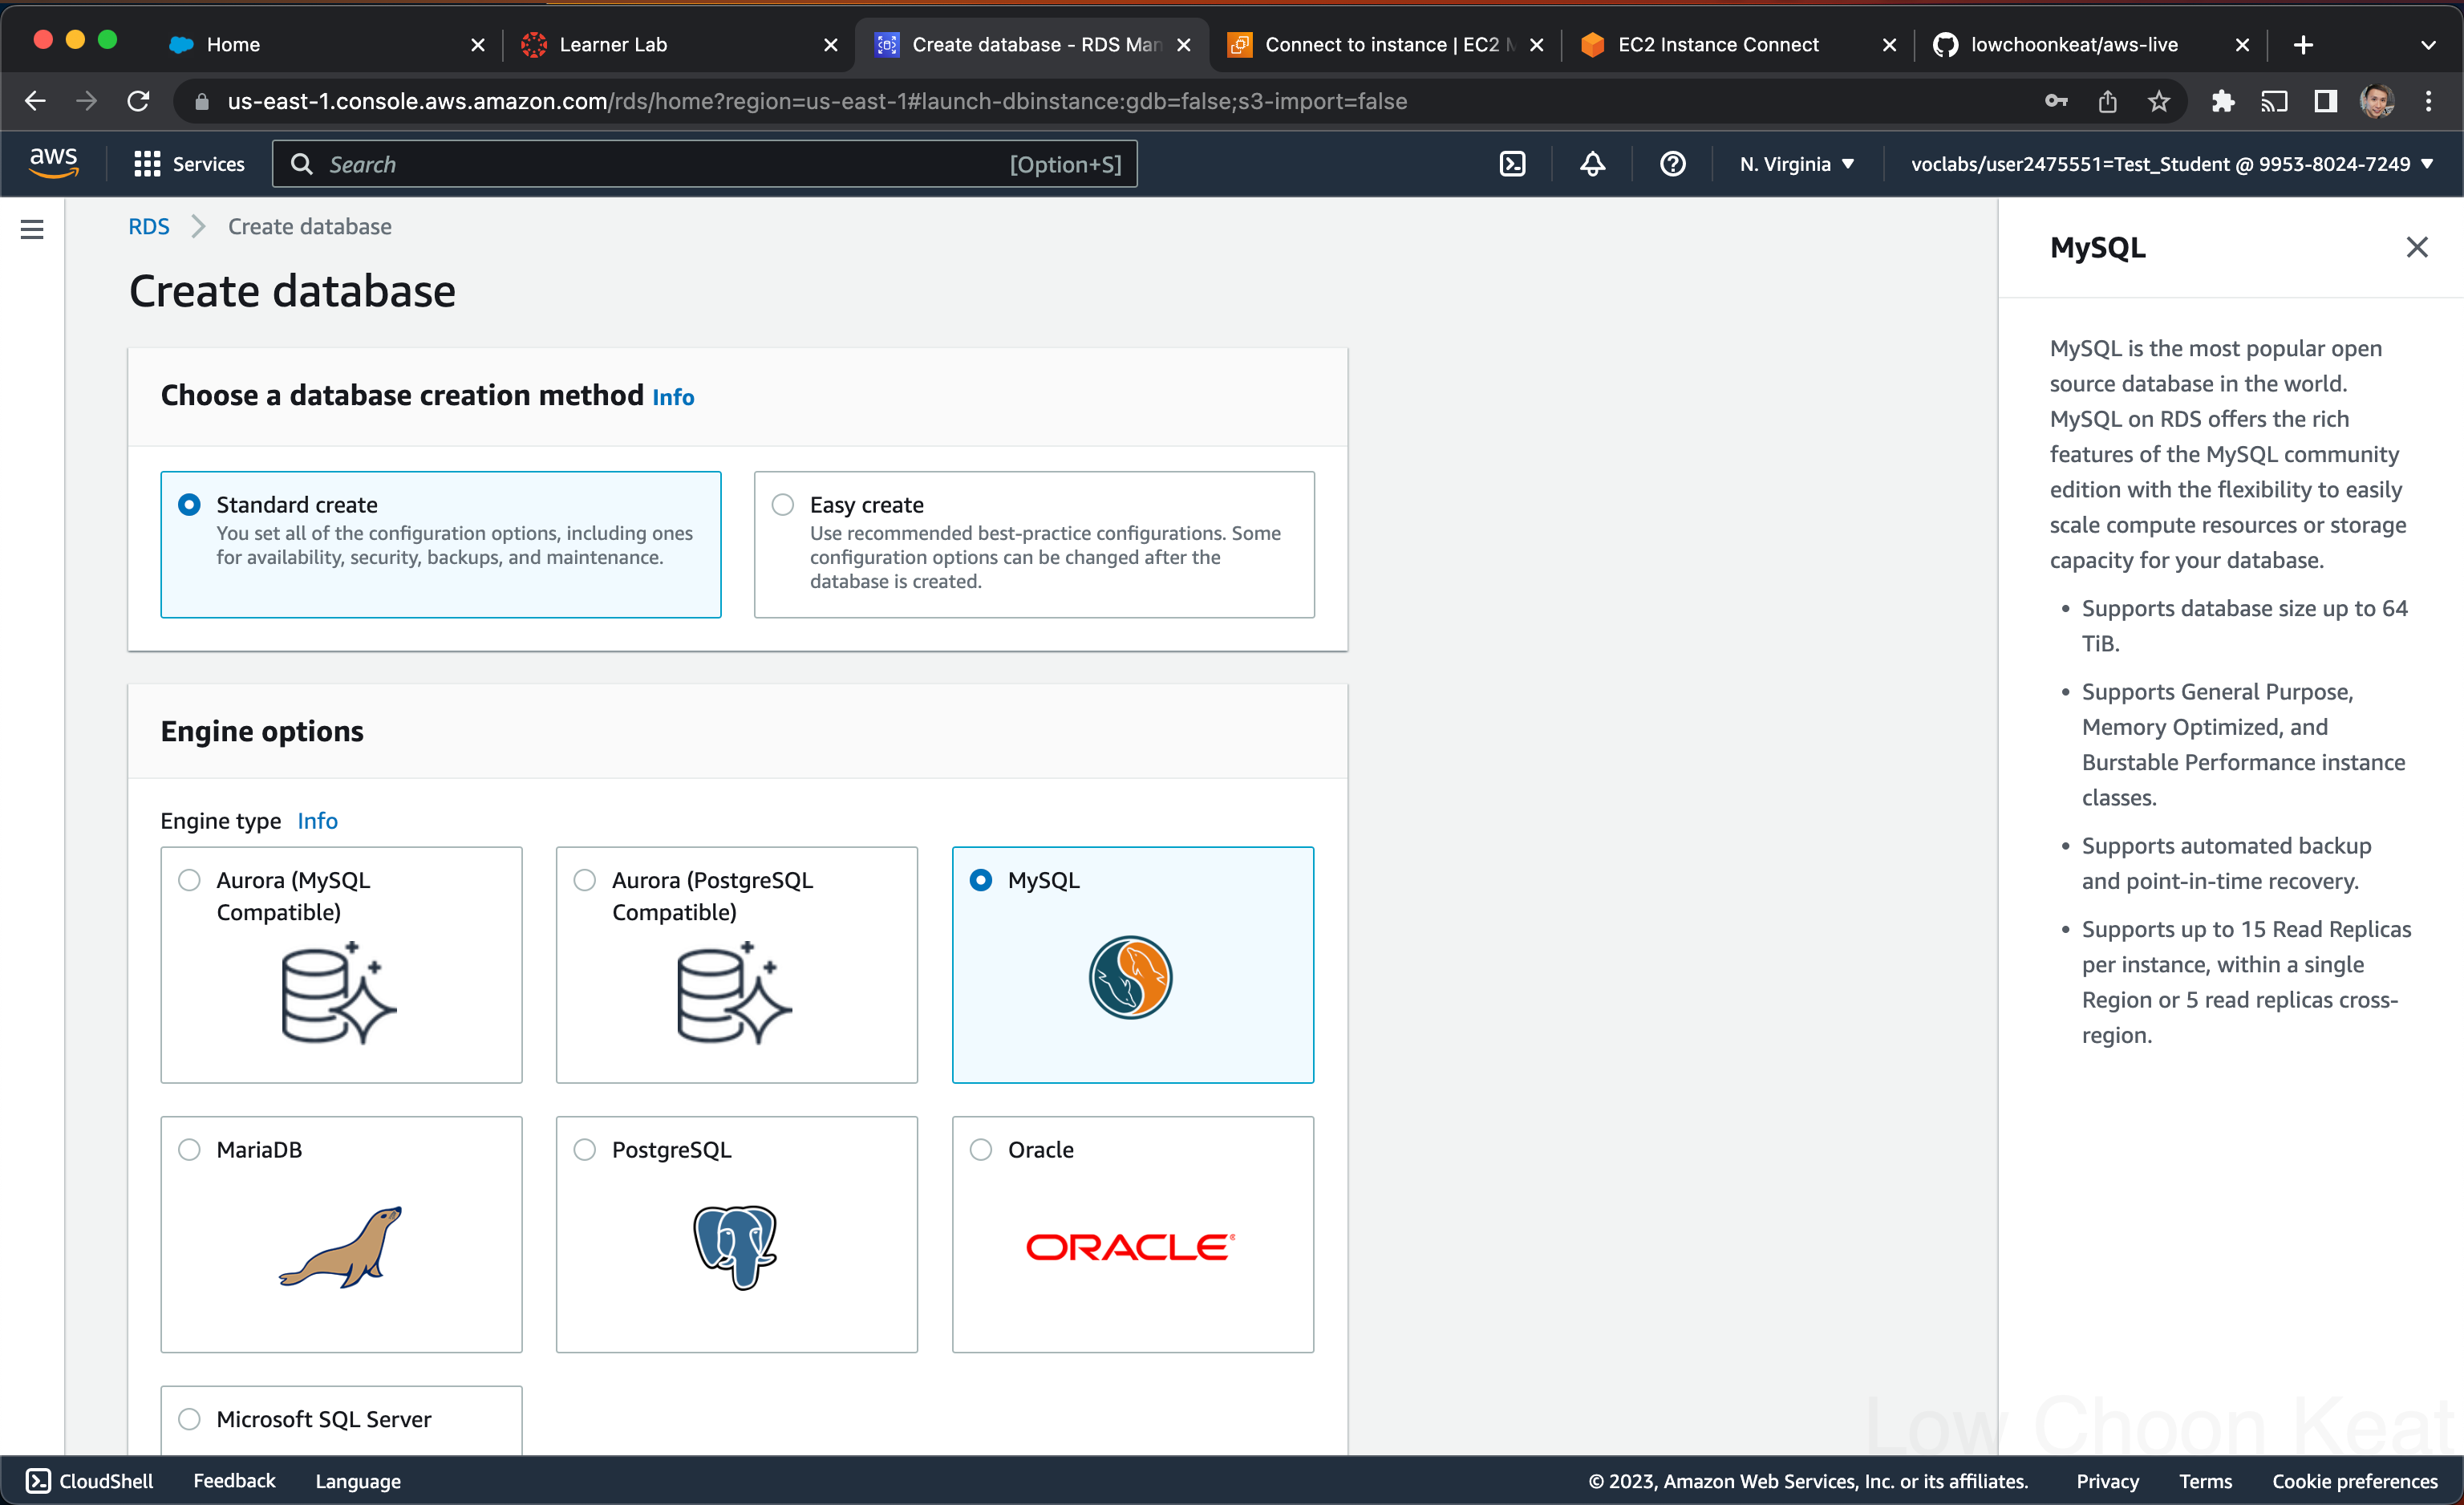 Home
Learner Lab
Create database - RDS Man
Connect to instance | EC2 M
EC2 Instance Connect
lowchoonkeat/aws-live
us-east-1.console.aws.amazon.com/rds/home?region=us-east-1#launch-dbinstance:gdb=false;s3-import=false
aws
Services
Search
[Option+S]
N. Virginia
voclabs/user2475551=Test_Student @ 9953-8024-7249
RDS
Create database
Create database
Choose a database creation method Info
Standard create
You set all of the configuration options, including ones
for availability, security, backups, and maintenance.
Easy create
Use recommended best-practice configurations. Some
configuration options can be changed after the
database is created.
Engine options
Engine type Info
Aurora (MySQL
Compatible)
Aurora (PostgreSQL
Compatible)
MySQL
MariaDB
PostgreSQL
Oracle
ORACLE
Microsoft SQL Server
MySQL
MySQL is the most popular open
source database in the world.
MySQL on RDS offers the rich
features of the MySQL community
edition with the flexibility to easily
scale compute resources or storage
capacity for your database.
• Supports database size up to 64
TiB.
• Supports General Purpose,
Memory Optimized, and
Burstable Performance instance
classes.
• Supports automated backup
and point-in-time recovery.
• Supports up to 15 Read Replicas
per instance, within a single
Region or 5 read replicas cross-
region.
Low Choon Keat
CloudShell
Feedback
Language
© 2023, Amazon Web Services, Inc. or its affiliates.
Privacy
Terms
Cookie preferences